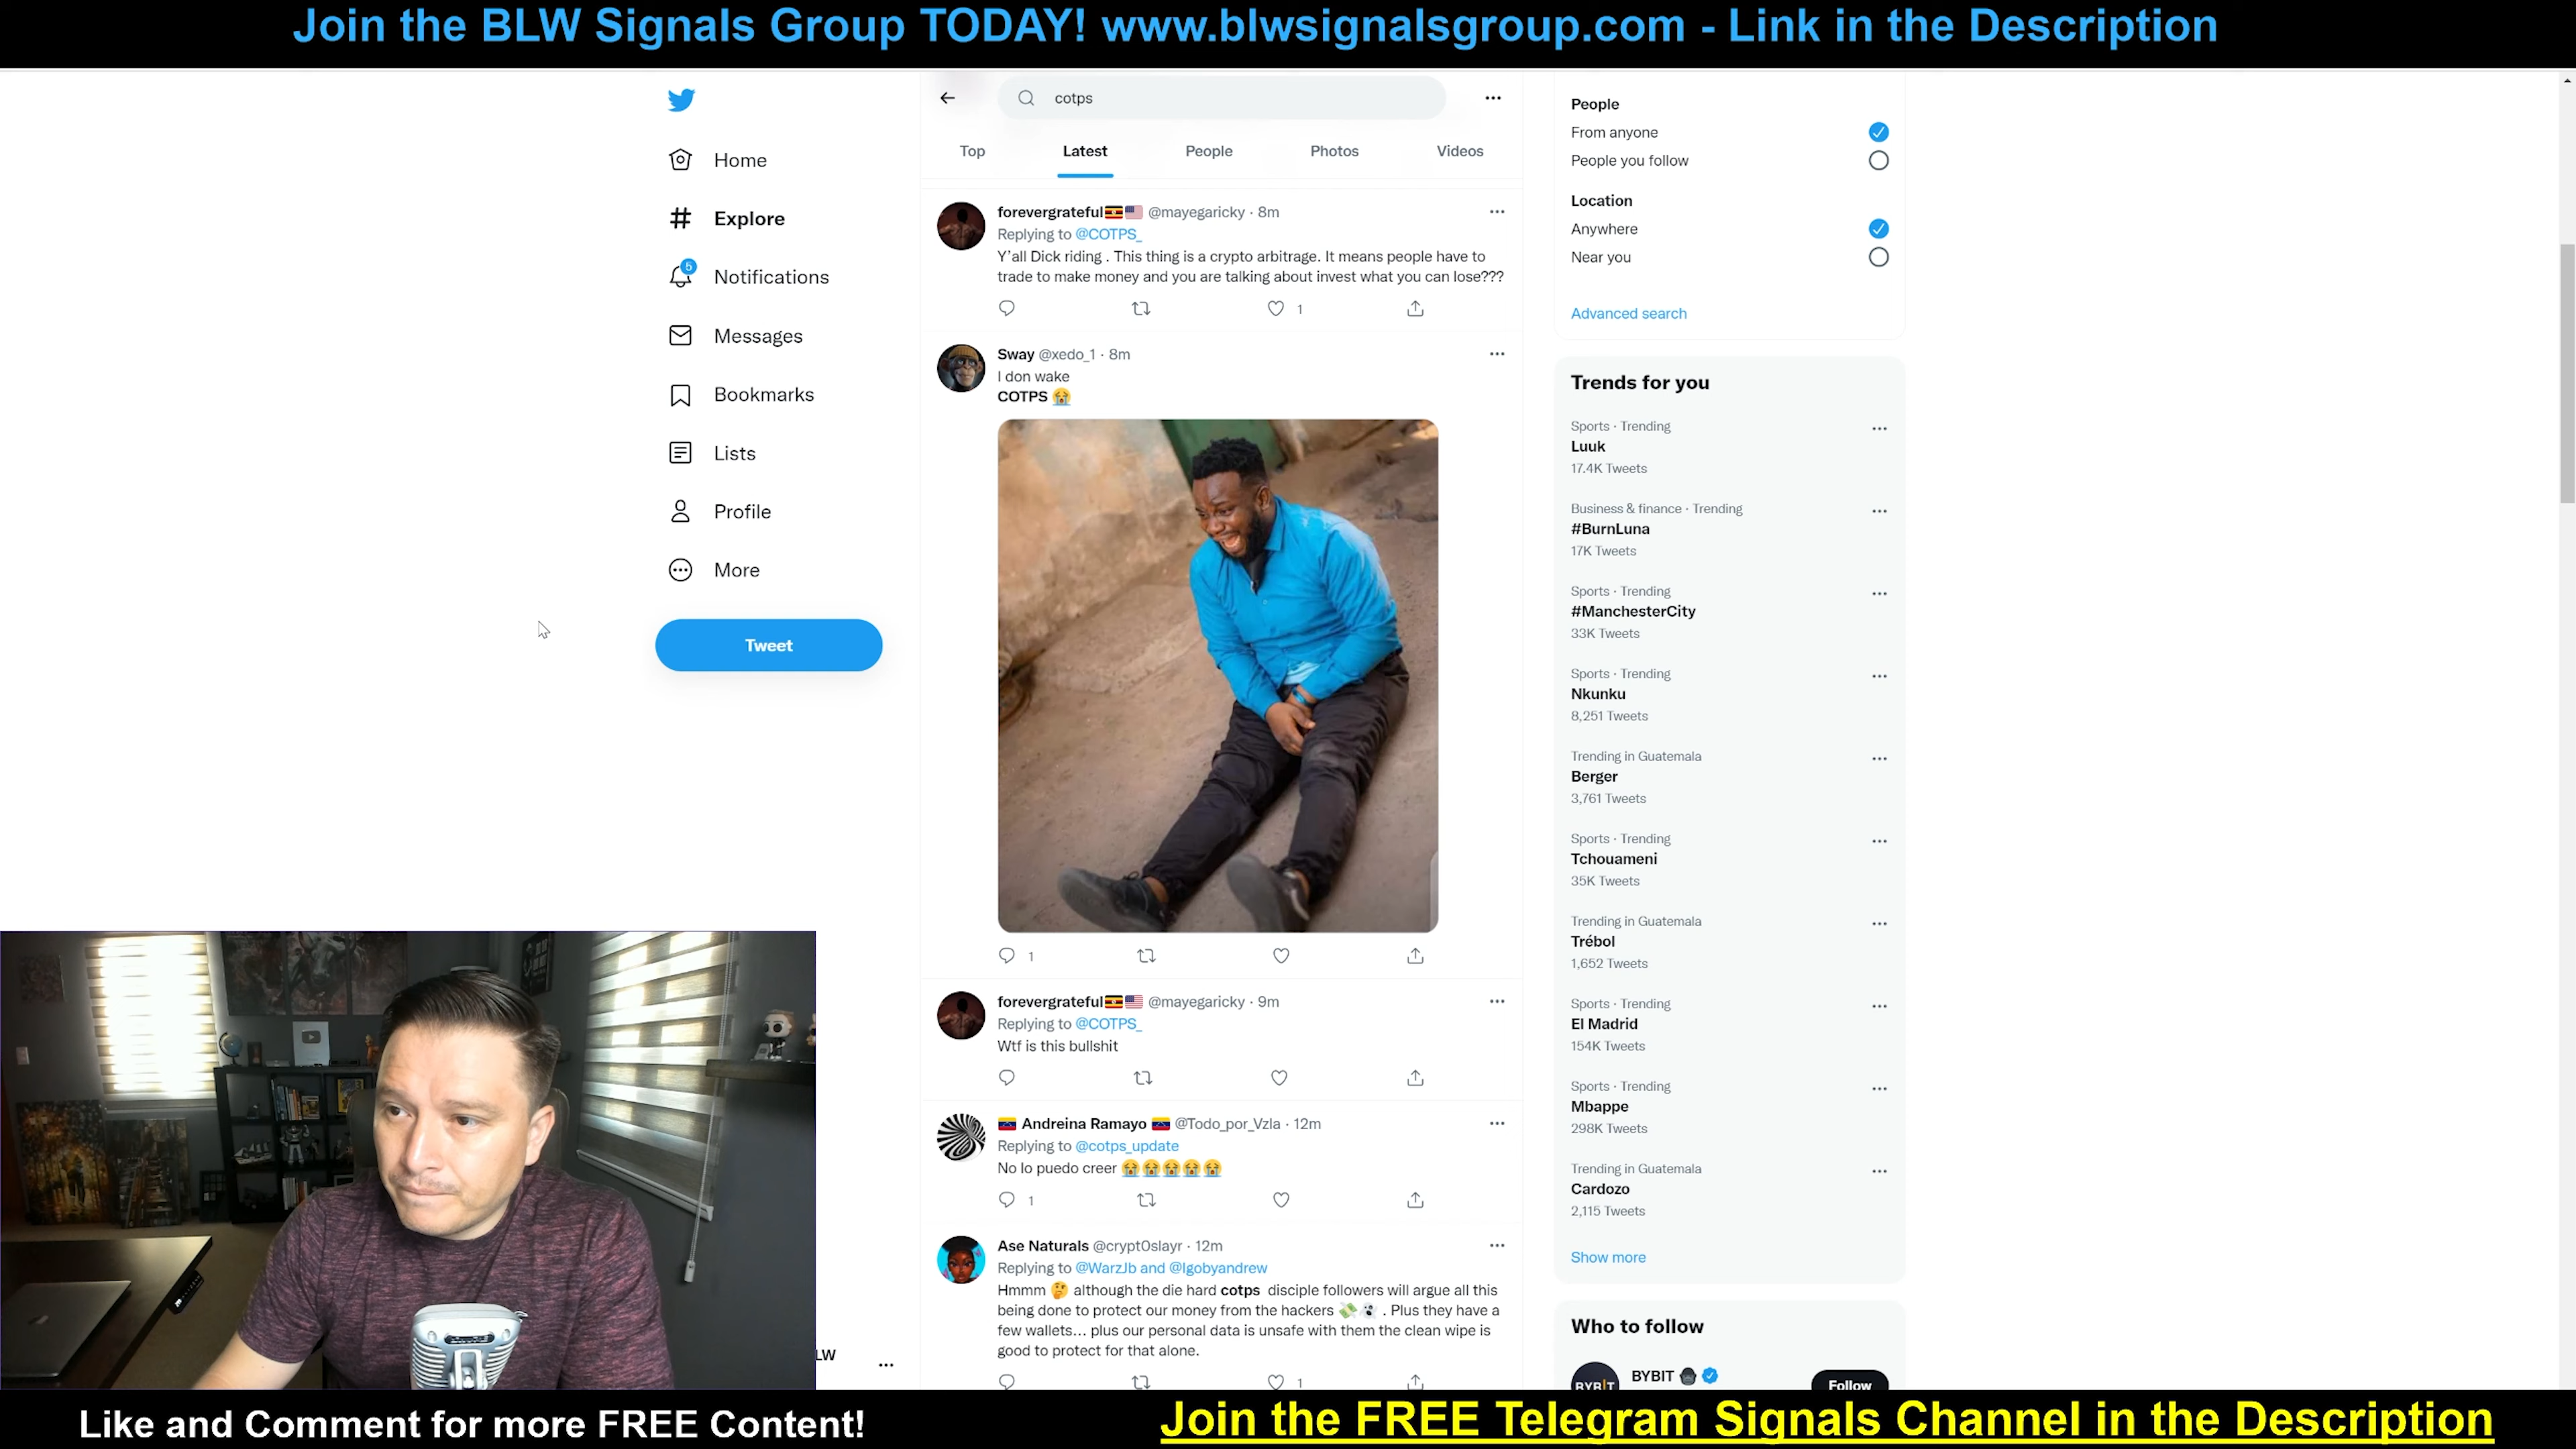 Join the BLW Signals Group TODAY! www.blwsignalsgroup.com - Link in the Description
cotps
Top Latest People Photos Videos
Home
Explore
5
Notifications
Messages
Bookmarks
Lists
Profile
More
Tweet
LW
forevergrateful🇺🇬🇺🇸 @mayegaricky · 8m
Replying to @COTPS_
Y'all Dick riding . This thing is a crypto arbitrage. It means people have to
trade to make money and you are talking about invest what you can lose???
1
Sway @xedo_1 · 8m
I don wake
COTPS 😭
1
forevergrateful🇺🇬🇺🇸 @mayegaricky · 9m
Replying to @COTPS_
Wtf is this bullshit
🇻🇪 Andreina Ramayo 🇻🇪 @Todo_por_Vzla · 12m
Replying to @cotps_update
No lo puedo creer 😭😭😭😭😭
1
Ase Naturals @crypt0slayr · 12m
Replying to @WarzJb and @Igobyandrew
Hmmm 🤔 although the die hard cotps disciple followers will argue all this
being done to protect our money from the hackers 💸👻 . Plus they have a
few wallets... plus our personal data is unsafe with them the clean wipe is
good to protect for that alone.
1
People
From anyone
People you follow
Location
Anywhere
Near you
Advanced search
Trends for you
Sports · Trending
Luuk
17.4K Tweets
Business & finance · Trending
#BurnLuna
17K Tweets
Sports · Trending
#ManchesterCity
33K Tweets
Sports · Trending
Nkunku
8,251 Tweets
Trending in Guatemala
Berger
3,761 Tweets
Sports · Trending
Tchouameni
35K Tweets
Trending in Guatemala
Trébol
1,652 Tweets
Sports · Trending
El Madrid
154K Tweets
Sports · Trending
Mbappe
298K Tweets
Trending in Guatemala
Cardozo
2,115 Tweets
Show more
Who to follow
BYBIT
BYBIT
Follow
Like and Comment for more FREE Content!
Join the FREE Telegram Signals Channel in the Description